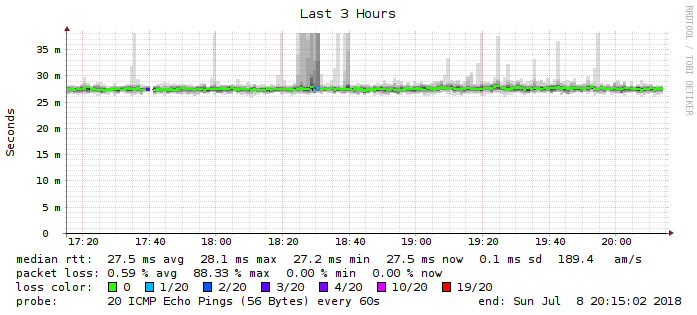 Last 3 Hours
RRDTOOL / TOBI OETIKER
Seconds
35 m
30 m
25 m
20 m
15 m
10 m
5 m
0
17:20 17:40 18:00 18:20 18:40 19:00 19:20 19:40 20:00
median rtt: 27.5 ms avg 28.1 ms max 27.2 ms min 27.5 ms now 0.1 ms sd 189.4 am/s
packet loss: 0.59 % avg 88.33 % max 0.00 % min 0.00 % now
loss color: 0 1/20 2/20 3/20 4/20 10/20 19/20
probe: 20 ICMP Echo Pings (56 Bytes) every 60s end: Sun Jul 8 20:15:02 2018